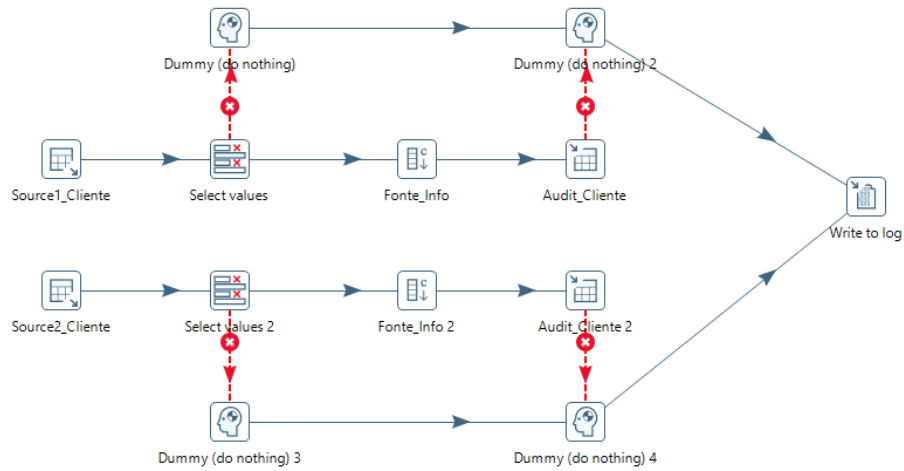 Dummy (do nothing)
Dummy (do nothing) 2
Source1_Cliente
Select values
Fonte_Info
Audit_Cliente
Write to log
Source2_Cliente
Select values 2
Fonte_Info 2
Audit_Cliente 2
Dummy (do nothing) 3
Dummy (do nothing) 4